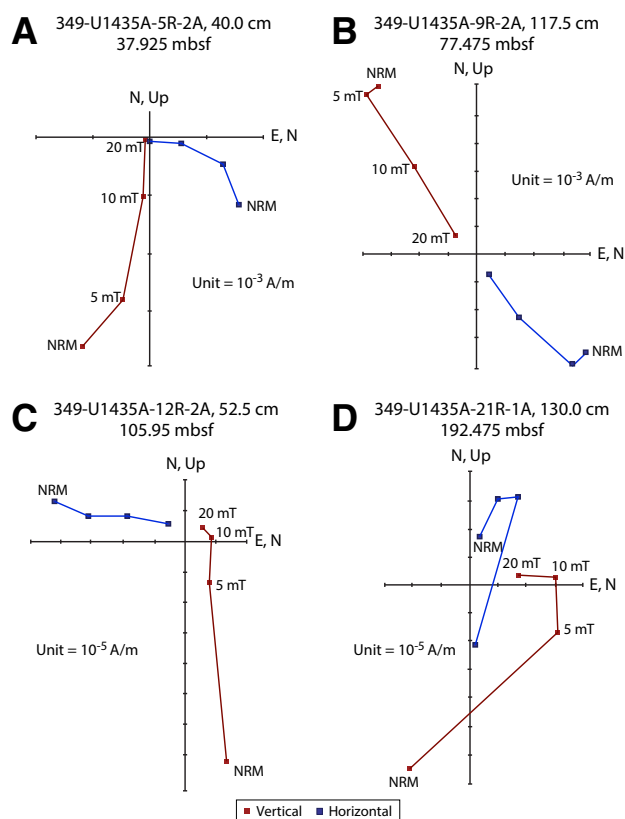 A
349-U1435A-5R-2A, 40.0 cm
37.925 mbsf
N, Up
E, N
20 mT
10 mT
NRM
Unit = 10⁻³ A/m
5 mT
NRM
B
349-U1435A-9R-2A, 117.5 cm
77.475 mbsf
N, Up
NRM
5 mT
10 mT
Unit = 10⁻³ A/m
20 mT
E, N
NRM
C
349-U1435A-12R-2A, 52.5 cm
105.95 mbsf
N, Up
NRM
20 mT
10 mT
E, N
5 mT
Unit = 10⁻⁵ A/m
NRM
D
349-U1435A-21R-1A, 130.0 cm
192.475 mbsf
N, Up
NRM
20 mT
10 mT
E, N
5 mT
Unit = 10⁻⁵ A/m
NRM
Vertical
Horizontal